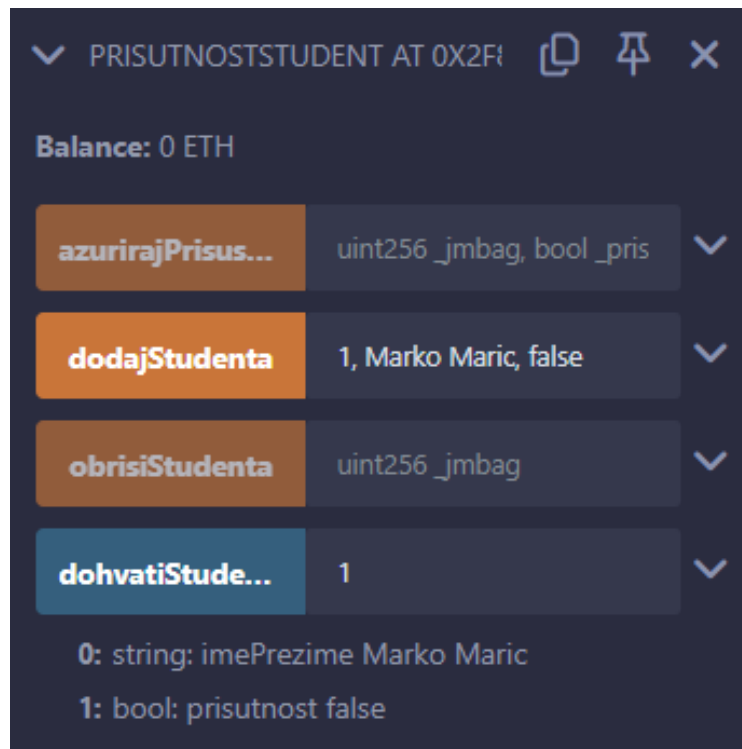 PRISUTNOSTSTUDENT AT 0X2F8
Balance: 0 ETH
azurirajPrisus... uint256 _jmbag, bool _pris
dodajStudenta 1, Marko Maric, false
obrisiStudenta uint256 _jmbag
dohvatiStude... 1
0: string: imePrezime Marko Maric
1: bool: prisutnost false